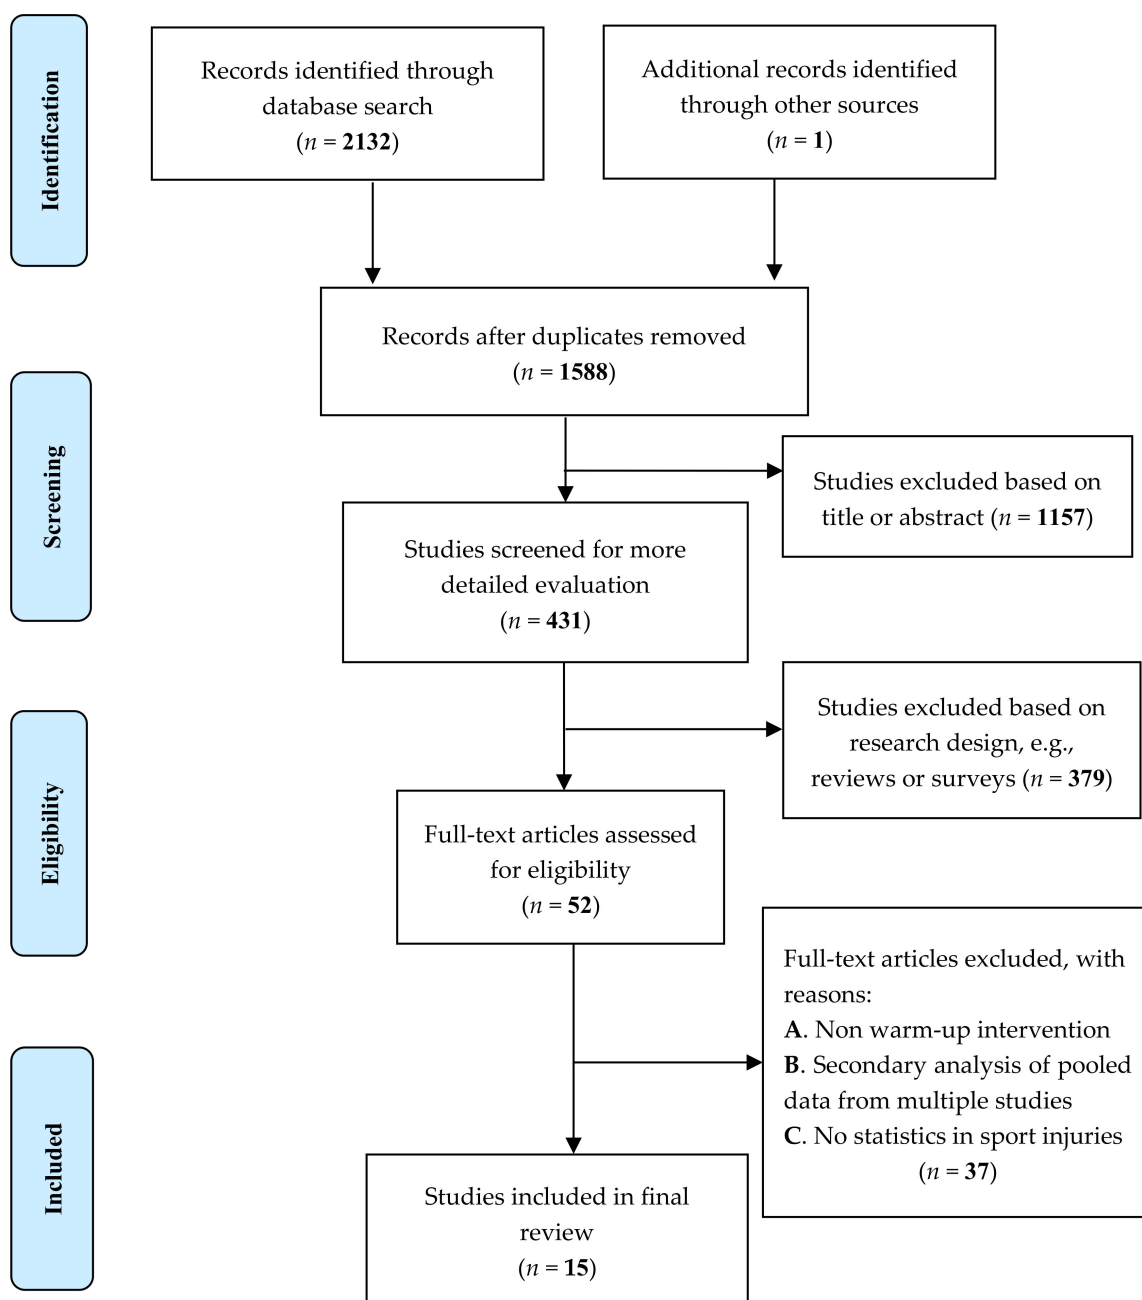 Identification
Records identified through
database search
(n = 2132)
Additional records identified
through other sources
(n = 1)
Records after duplicates removed
(n = 1588)
Screening
Studies excluded based on
title or abstract (n = 1157)
Studies screened for more
detailed evaluation
(n = 431)
Studies excluded based on
research design, e.g.,
reviews or surveys (n = 379)
Eligibility
Full-text articles assessed
for eligibility
(n = 52)
Full-text articles excluded, with
reasons:
A. Non warm-up intervention
B. Secondary analysis of pooled
data from multiple studies
C. No statistics in sport injuries
(n = 37)
Included
Studies included in final
review
(n = 15)